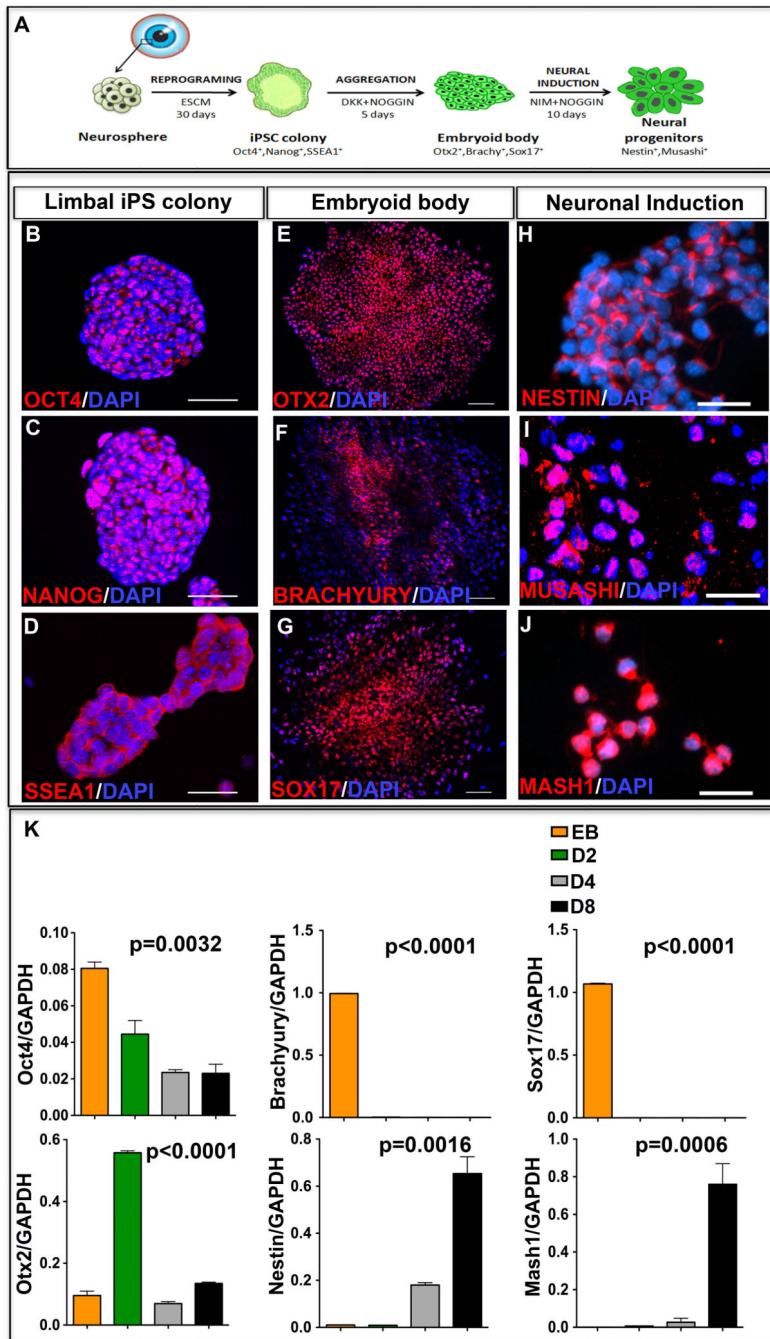 A
REPROGRAMING
ESCM
30 days
AGGREGATION
DKK+NOGGIN
5 days
NEURAL
INDUCTION
NIM+NOGGIN
10 days
Neurosphere
iPSC colony
Oct4⁺,Nanog⁺,SSEA1⁺
Embryoid body
Otx2⁺,Brachy⁺,Sox17⁺
Neural
progenitors
Nestin⁺,Musashi⁺
Limbal iPS colony
Embryoid body
Neuronal Induction
B
OCT4/DAPI
E
OTX2/DAPI
H
NESTIN/DAPI
C
NANOG/DAPI
F
BRACHYURY/DAPI
I
MUSASHI/DAPI
D
SSEA1/DAPI
G
SOX17/DAPI
J
MASH1/DAPI
K
EB
D2
D4
D8
Oct4/GAPDH
0.10
0.08
0.06
0.04
0.02
0.00
p=0.0032
Brachyury/GAPDH
1.5
1.0
0.5
0.0
p<0.0001
Sox17/GAPDH
1.5
1.0
0.5
0.0
p<0.0001
Otx2/GAPDH
0.6
0.4
0.2
0.0
p<0.0001
Nestin/GAPDH
0.8
0.6
0.4
0.2
0.0
p=0.0016
Mash1/GAPDH
1.0
0.8
0.6
0.4
0.2
0.0
p=0.0006